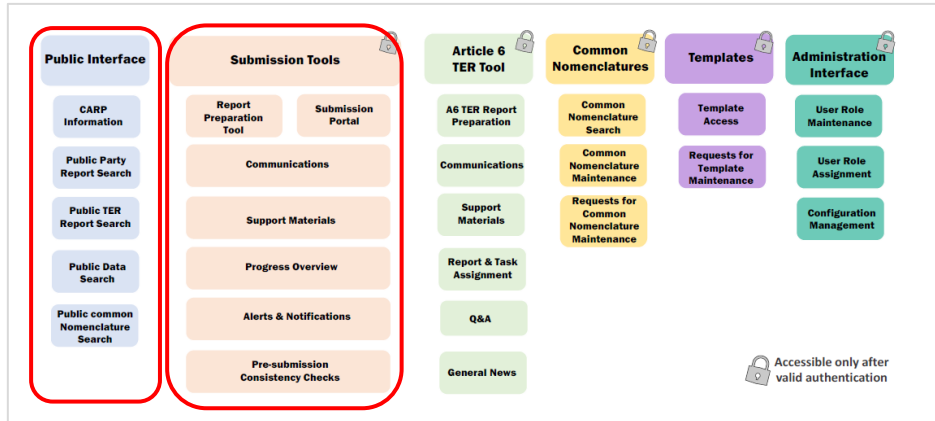 Public Interface
CARP
Information
Public Party
Report Search
Public TER
Report Search
Public Data
Search
Public common
Nomenclature
Search
Submission Tools
Report
Preparation
Tool
Submission
Portal
Communications
Support Materials
Progress Overview
Alerts & Notifications
Pre-submission
Consistency Checks
Article 6
TER Tool
A6 TER Report
Preparation
Communications
Support
Materials
Report & Task
Assignment
Q&A
General News
Common
Nomenclatures
Common
Nomenclature
Search
Common
Nomenclature
Maintenance
Requests for
Common
Nomenclature
Maintenance
Templates
Template
Access
Requests for
Template
Maintenance
Administration
Interface
User Role
Maintenance
User Role
Assignment
Configuration
Management
Accessible only after
valid authentication